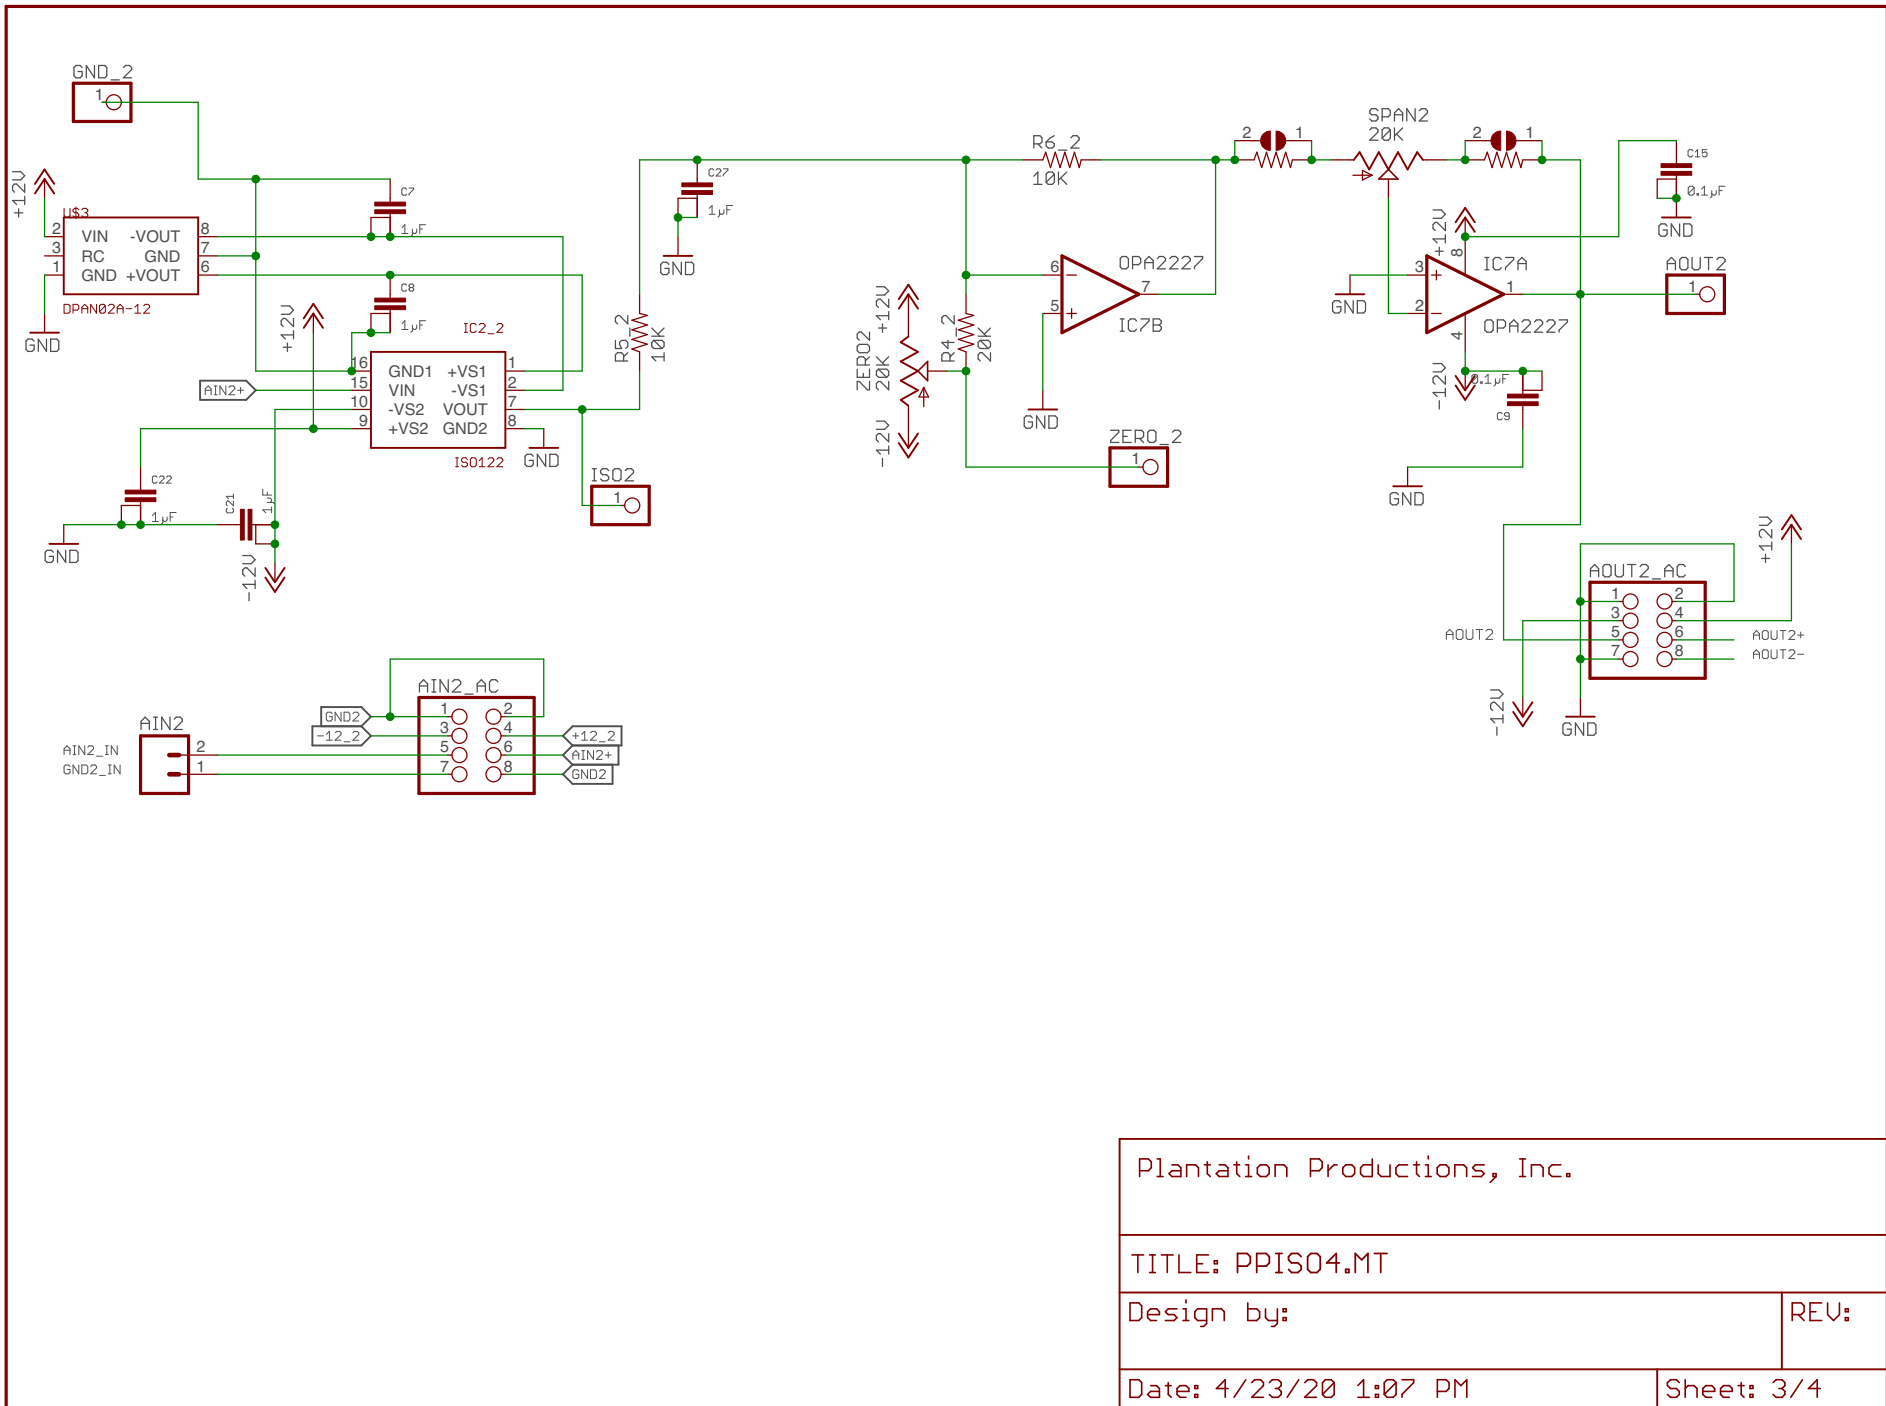 GND_2
1
+12V
U$3
2 VIN -VOUT 8
3 RC GND 7
1 GND +VOUT 6
DPAN02A-12
GND
C7
1µF
C8
1µF
+12V
IC2_2
16 GND1 +VS1 1
15 VIN -VS1 2
10 -VS2 VOUT 7
9 +VS2 GND2 8
ISO122
AIN2+
GND
C22
1µF
C21
1µF
GND
-12V
ISO2
1
R5_2
10K
C27
1µF
GND
R6_2
10K
ZERO2
20K
+12V
-12V
R4_2
20K
6
5
7
OPA2227
IC7B
GND
ZERO_2
1
2 1
SPAN2
20K
2 1
C15
0.1µF
GND
+12V
8
3
2
1
4
IC7A
OPA2227
GND
-12V
0.1µF
C9
GND
AOUT2
1
+12V
AOUT2_AC
1 2
3 4
5 6
7 8
AOUT2
AOUT2+
AOUT2-
-12V
GND
AIN2
2
1
AIN2_IN
GND2_IN
AIN2_AC
1 2
3 4
5 6
7 8
GND2
-12_2
+12_2
AIN2+
GND2
Plantation Productions, Inc.
TITLE: PPISO4.MT
Design by:
REV:
Date: 4/23/20 1:07 PM
Sheet: 3/4